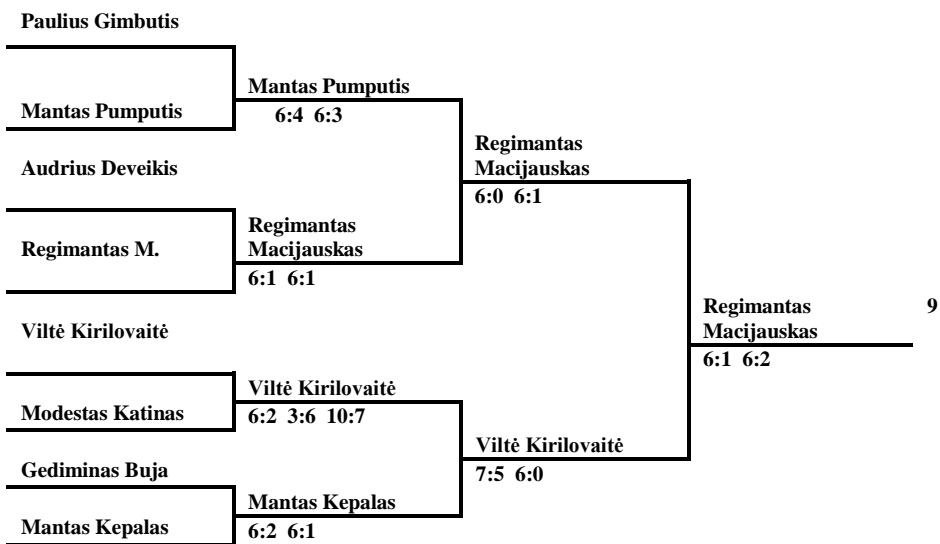 Paulius Gimbutis
Mantas Pumputis
Mantas Pumputis
6:4 6:3
Regimantas
Macijauskas
Audrius Deveikis
6:0 6:1
Regimantas
Regimantas M.
Macijauskas
6:1 6:1
Regimantas 9
Macijauskas
Viltė Kirilovaitė
6:1 6:2
Viltė Kirilovaitė
Modestas Katinas
6:2 3:6 10:7
Viltė Kirilovaitė
Gediminas Buja
7:5 6:0
Mantas Kepalas
Mantas Kepalas
6:2 6:1